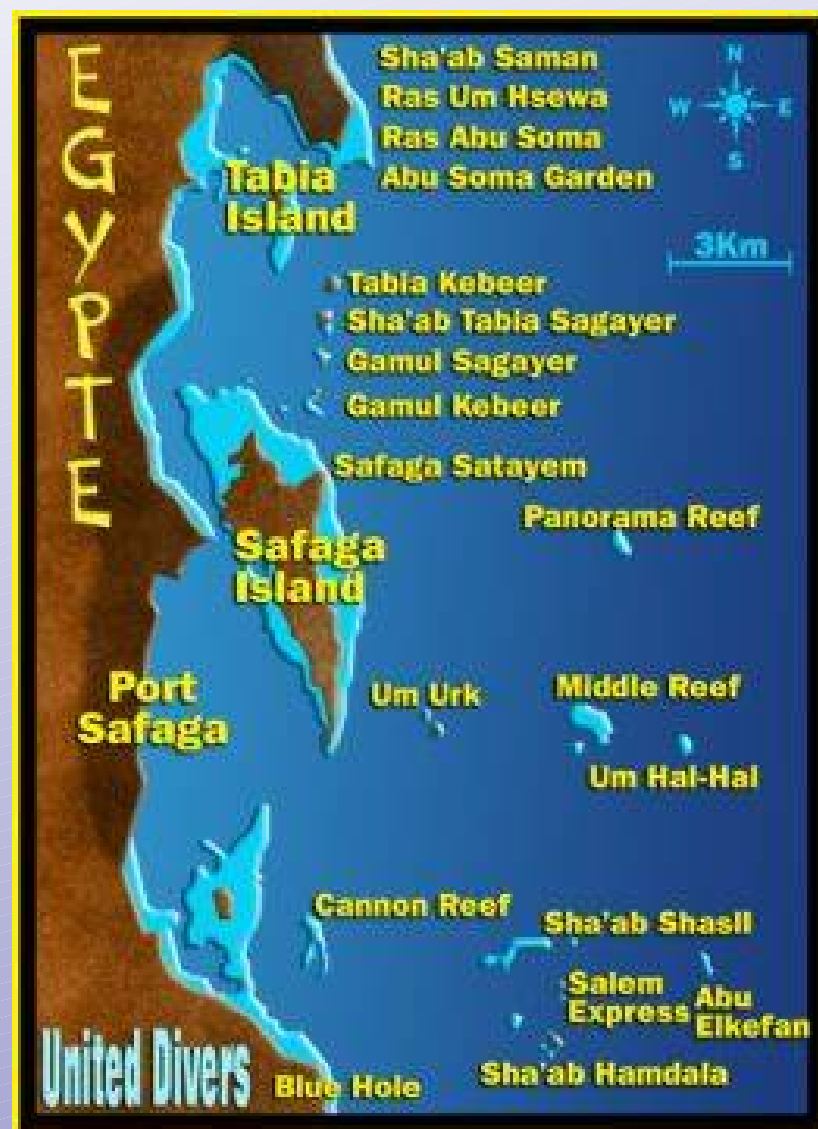 EGYPTE
Sha'ab Saman
Ras Um Hsewa
Ras Abu Soma
Abu Soma Garden
N
W E
S
3Km
Tabia
Island
Tabia Kebeer
Sha'ab Tabia Sagayer
Gamul Sagayer
Gamul Kebeer
Safaga Satayem
Panorama Reef
Safaga
Island
Port
Safaga
Um Urk
Middle Reef
Um Hal-Hal
Cannon Reef
Sha'ab Shasll
Salem
Express
Abu
Elkefan
Sha'ab Hamdala
United Divers
Blue Hole